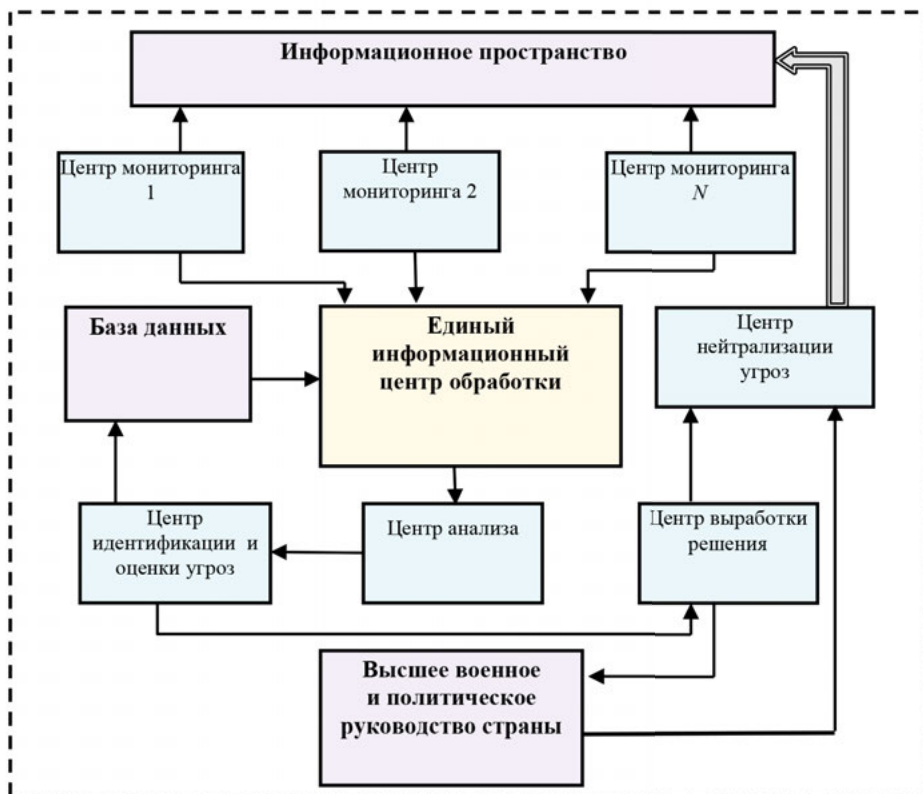 Информационное пространство
Центр мониторинга
1
Центр
мониторинга 2
Центр мониторинга
N
База данных
Единый
информационный
центр обработки
Центр
нейтрализации
угроз
Центр
идентификации и
оценки угроз
Центр анализа
Центр выработки
решения
Высшее военное
и политическое
руководство страны